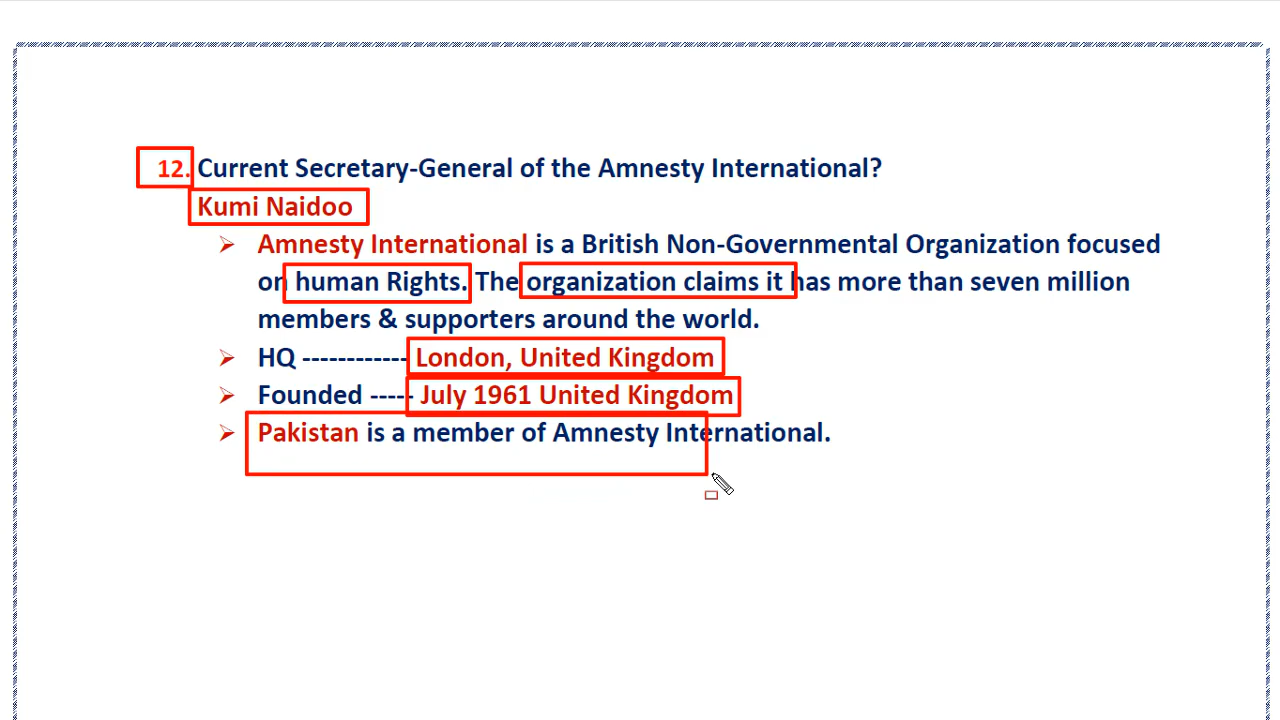 12. Current Secretary-General of the Amnesty International?
Kumi Naidoo
➢ Amnesty International is a British Non-Governmental Organization focused
on human Rights. The organization claims it has more than seven million
members & supporters around the world.
➢ HQ ------------ London, United Kingdom
➢ Founded ----- July 1961 United Kingdom
➢ Pakistan is a member of Amnesty International.